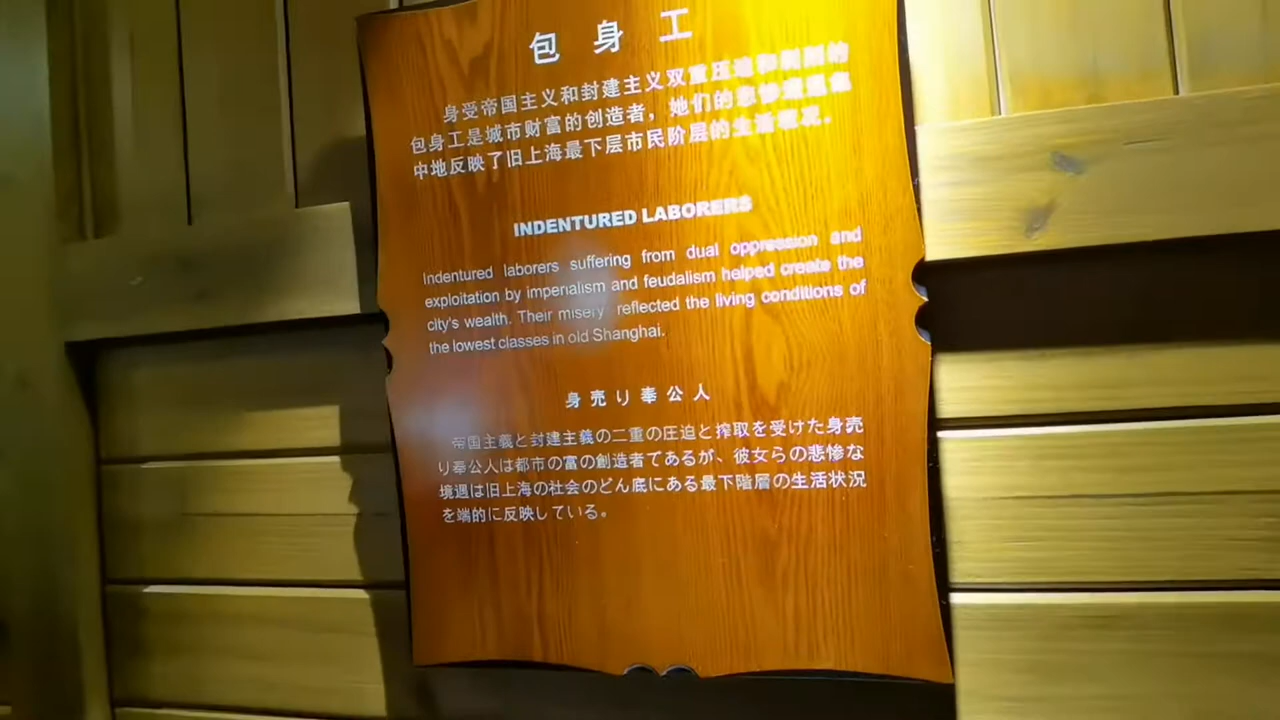 包身工
身受帝国主义和封建主义双重压迫和剥削的
包身工是城市财富的创造者，她们的悲惨遭遇集
中地反映了旧上海最下层市民阶层的生活状况。
INDENTURED LABORERS
Indentured laborers suffering from dual oppression and
exploitation by imperialism and feudalism helped create the
city's wealth. Their misery reflected the living conditions of
the lowest classes in old Shanghai.
身売り奉公人
帝国主義と封建主義の二重の圧迫と搾取を受けた身売
り奉公人は都市の富の創造者であるが、彼女らの悲惨な
境遇は旧上海の社会のどん底にある最下階層の生活状況
を端的に反映している。